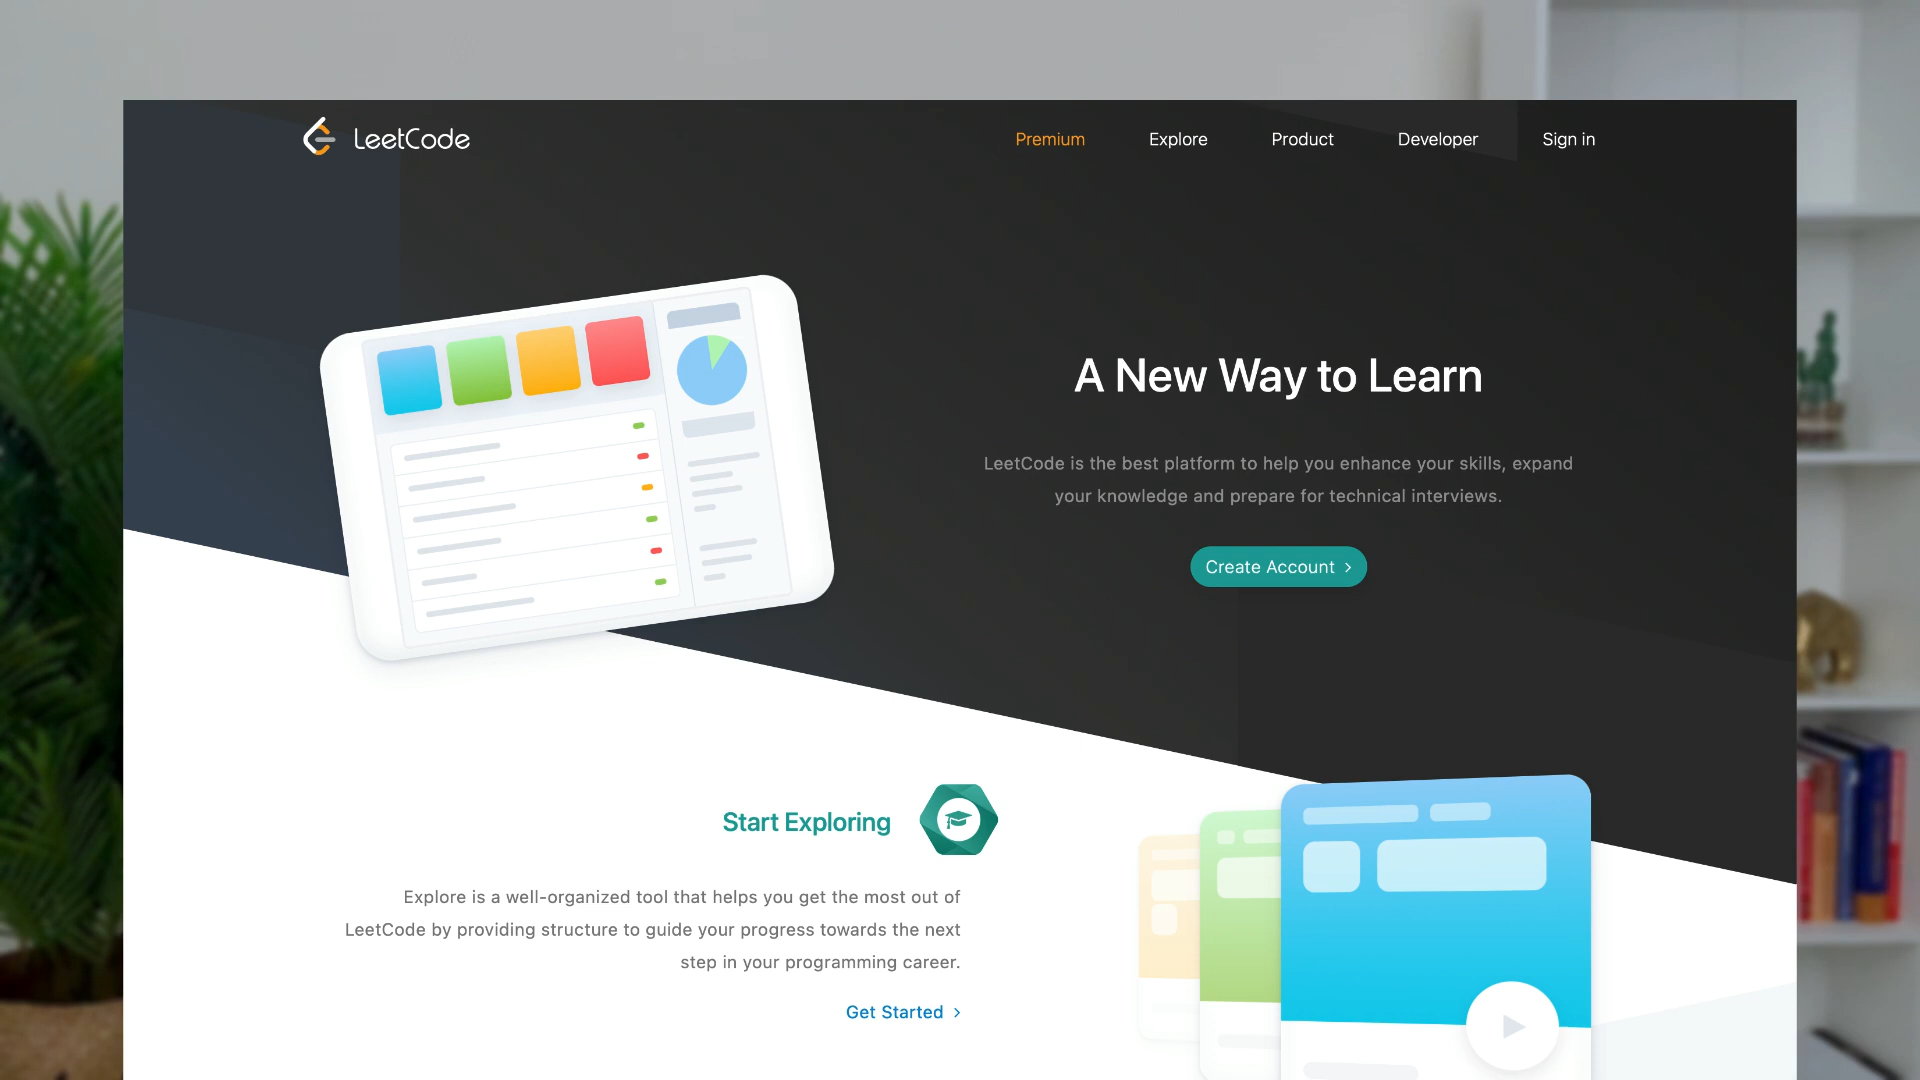 LeetCode
Premium
Explore
Product
Developer
Sign in
A New Way to Learn
LeetCode is the best platform to help you enhance your skills, expand
your knowledge and prepare for technical interviews.
Create Account
Start Exploring
Explore is a well-organized tool that helps you get the most out of
LeetCode by providing structure to guide your progress towards the next
step in your programming career.
Get Started